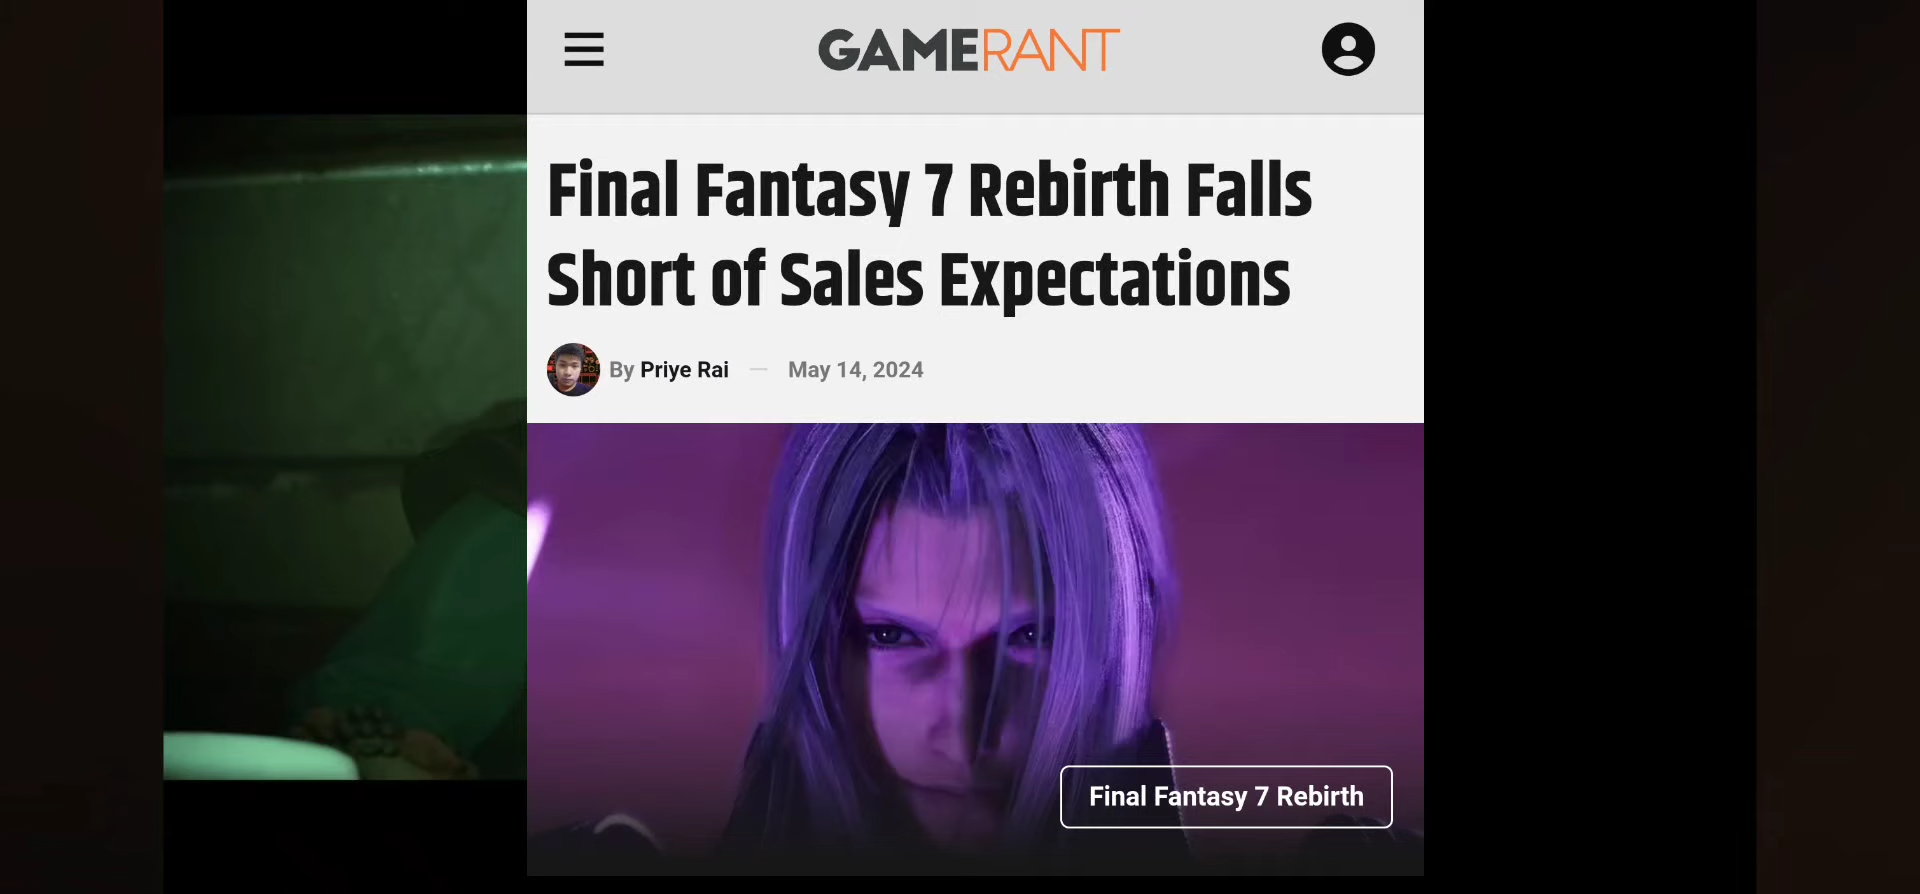 GAMERANT
Final Fantasy 7 Rebirth Falls
Short of Sales Expectations
By Priye Rai — May 14, 2024
Final Fantasy 7 Rebirth